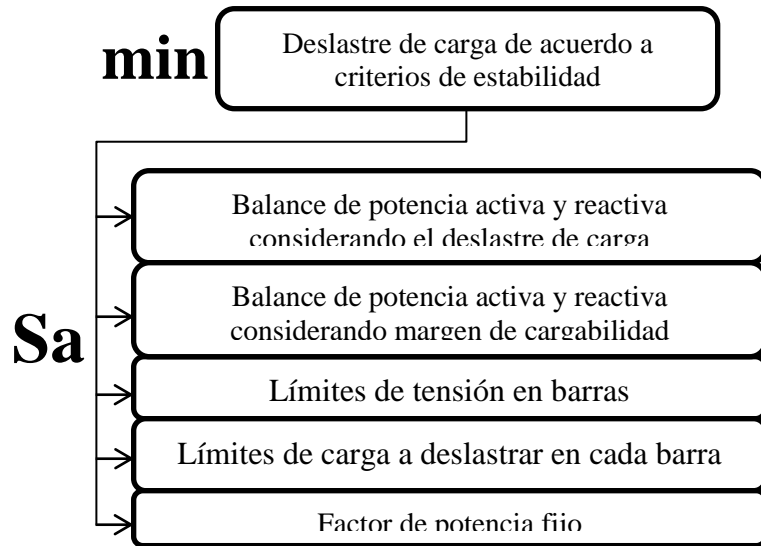 min
Deslastre de carga de acuerdo a
criterios de estabilidad
Balance de potencia activa y reactiva
considerando el deslastre de carga
Sa
Balance de potencia activa y reactiva
considerando margen de cargabilidad
Límites de tensión en barras
Límites de carga a deslastrar en cada barra
Factor de potencia fijo